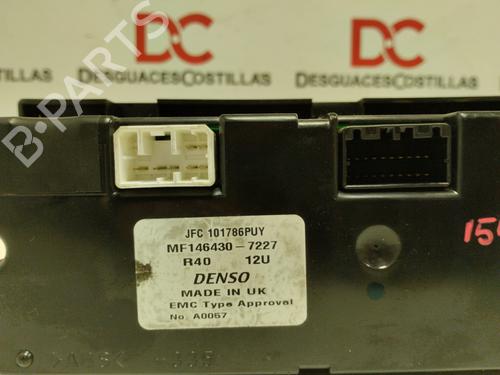 DC DC
DESGUACESCOSTILLAS DESGUACESCOSTILLAS
B-PARTS
JFC 101786PUY
MF146430-7227
R40 12U
DENSO
MADE IN UK
EMC Type Approval
No. A0057